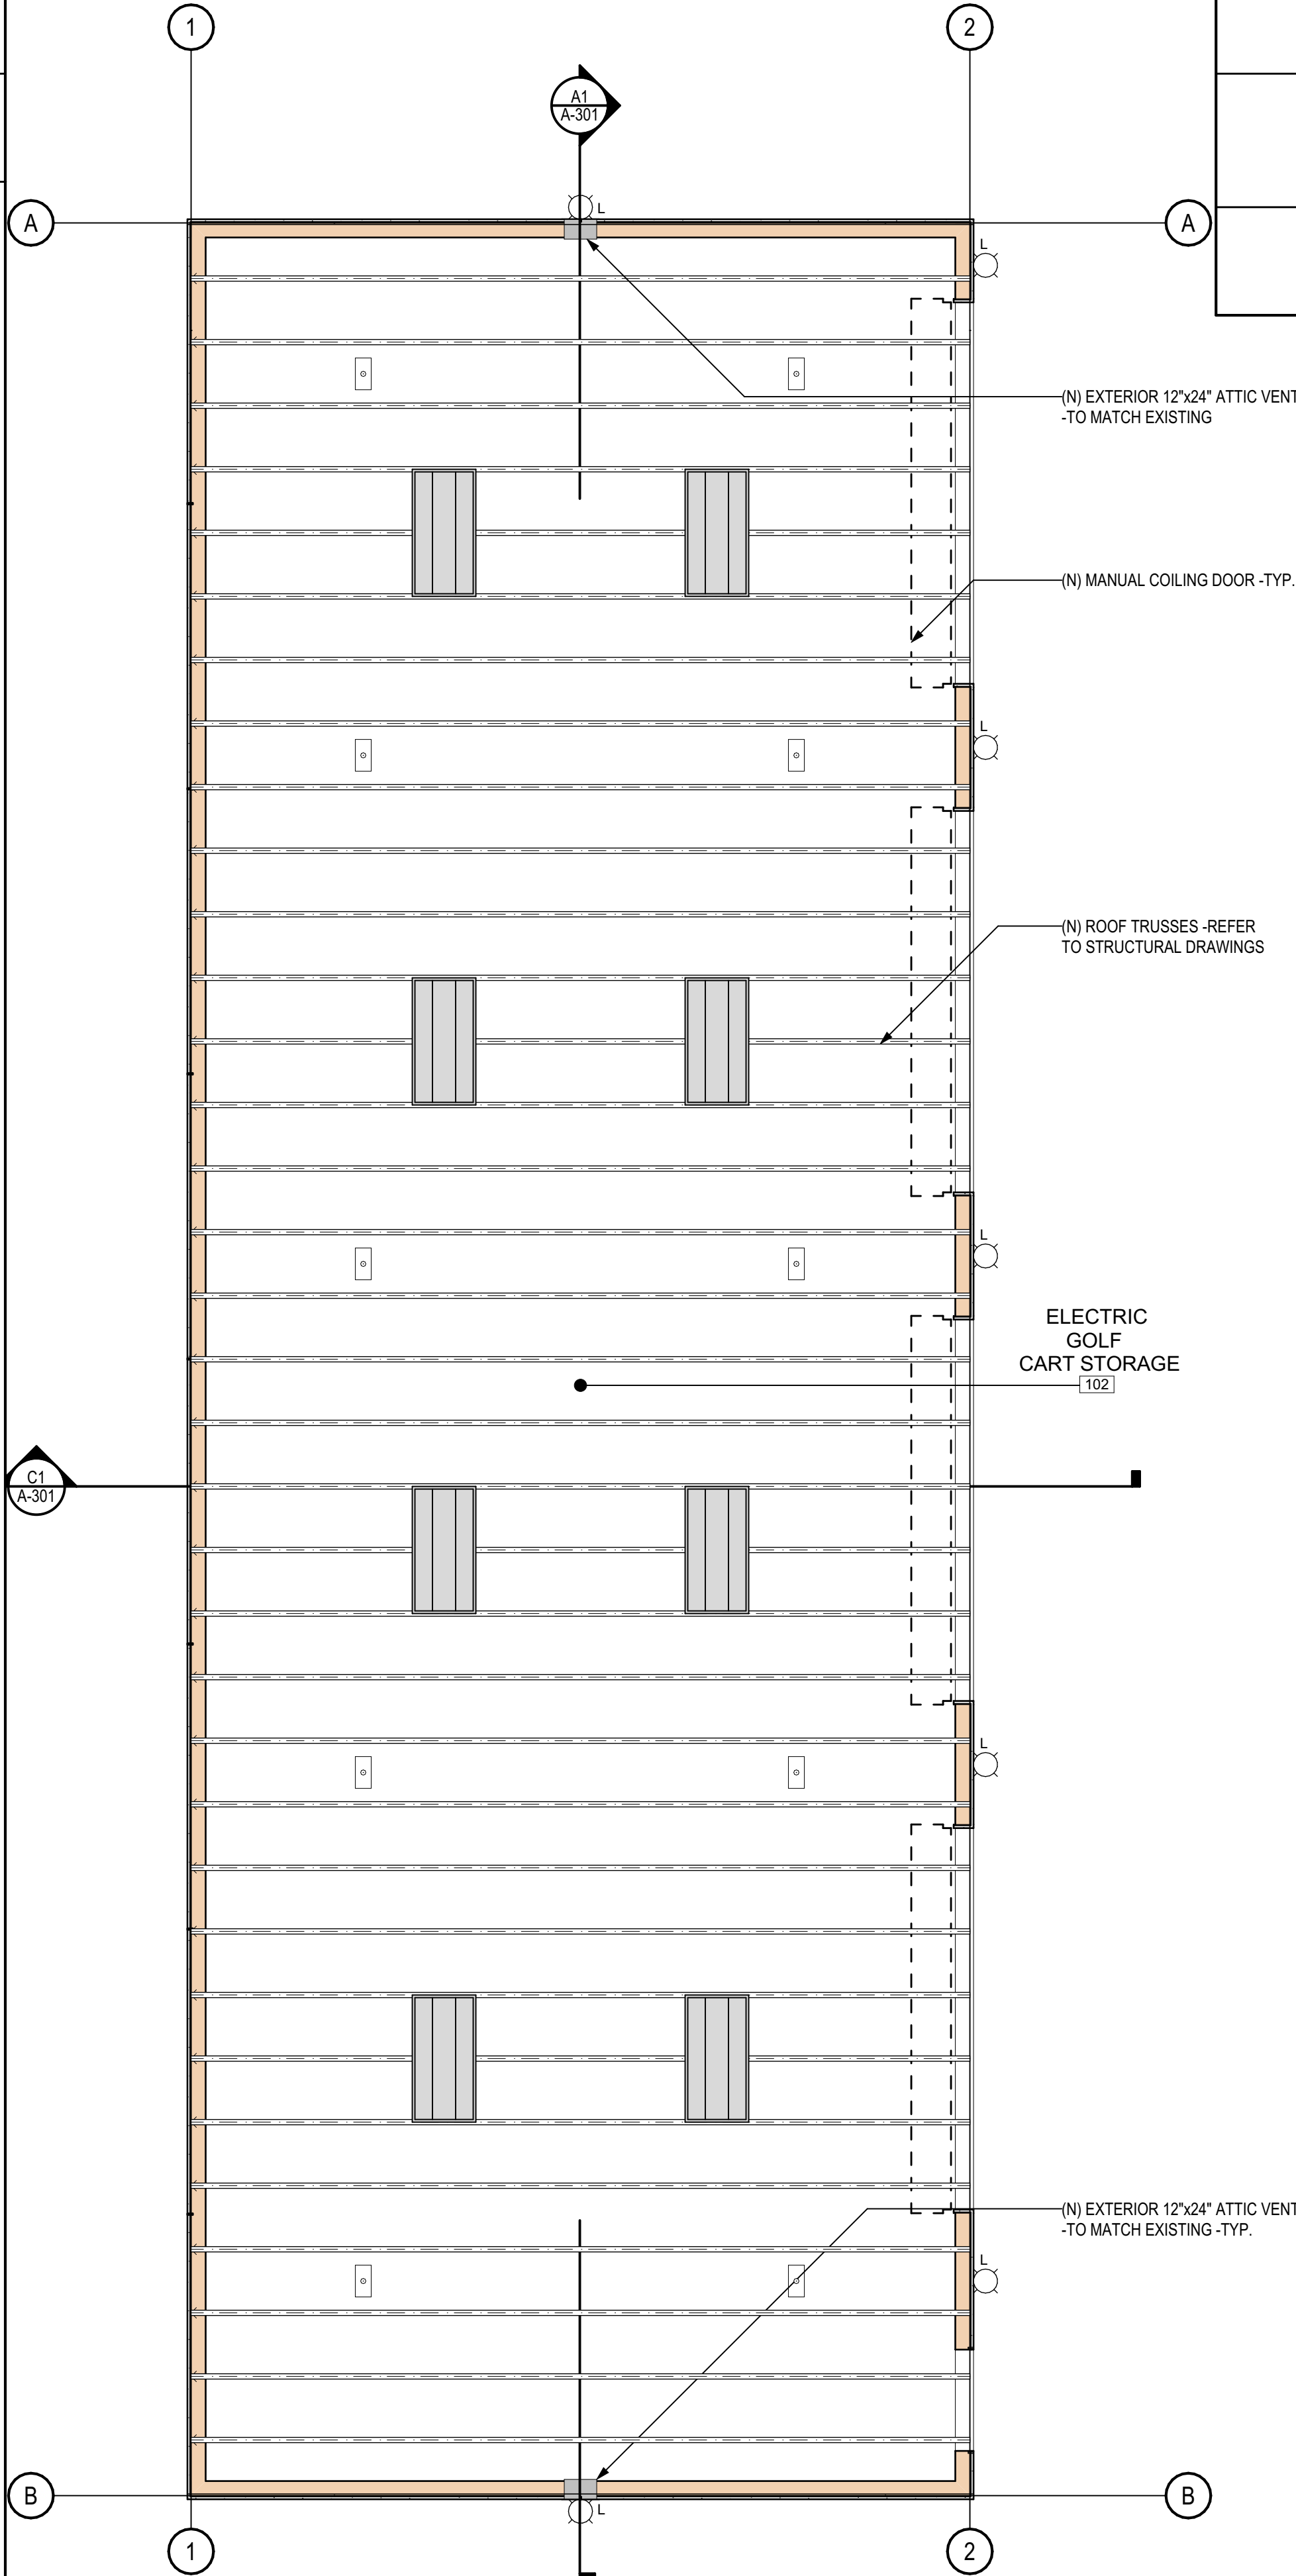 1
2
A1
A-301
A
L
A
L
(N) EXTERIOR 12"x24" ATTIC VENT
-TO MATCH EXISTING
(N) MANUAL COILING DOOR -TYP.
L
(N) ROOF TRUSSES -REFER
TO STRUCTURAL DRAWINGS
L
ELECTRIC
GOLF
CART STORAGE
102
C1
A-301
L
(N) EXTERIOR 12"x24" ATTIC VENT
-TO MATCH EXISTING -TYP.
L
B
B
L
1
2